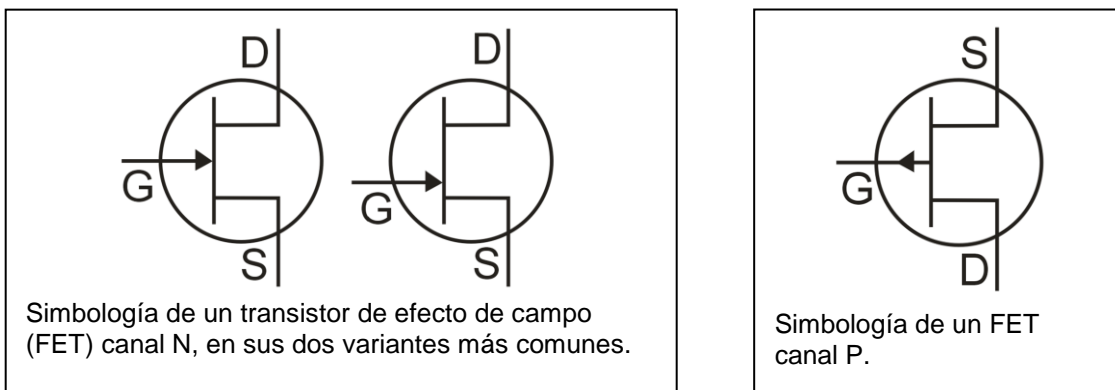 D
G
S
D
G
S
Simbología de un transistor de efecto de campo
(FET) canal N, en sus dos variantes más comunes.
S
G
D
Simbología de un FET
canal P.